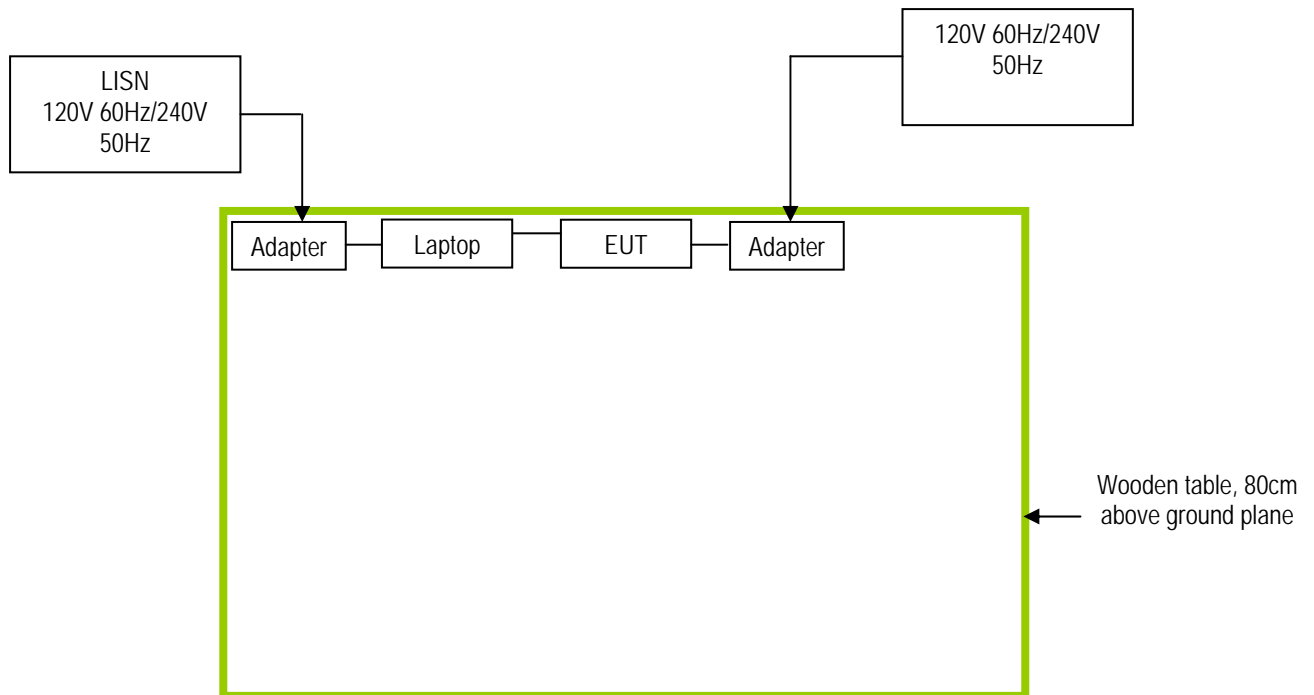 120V 60Hz/240V
50Hz
LISN
120V 60Hz/240V
50Hz
Adapter
Laptop
EUT
Adapter
Wooden table, 80cm
above ground plane